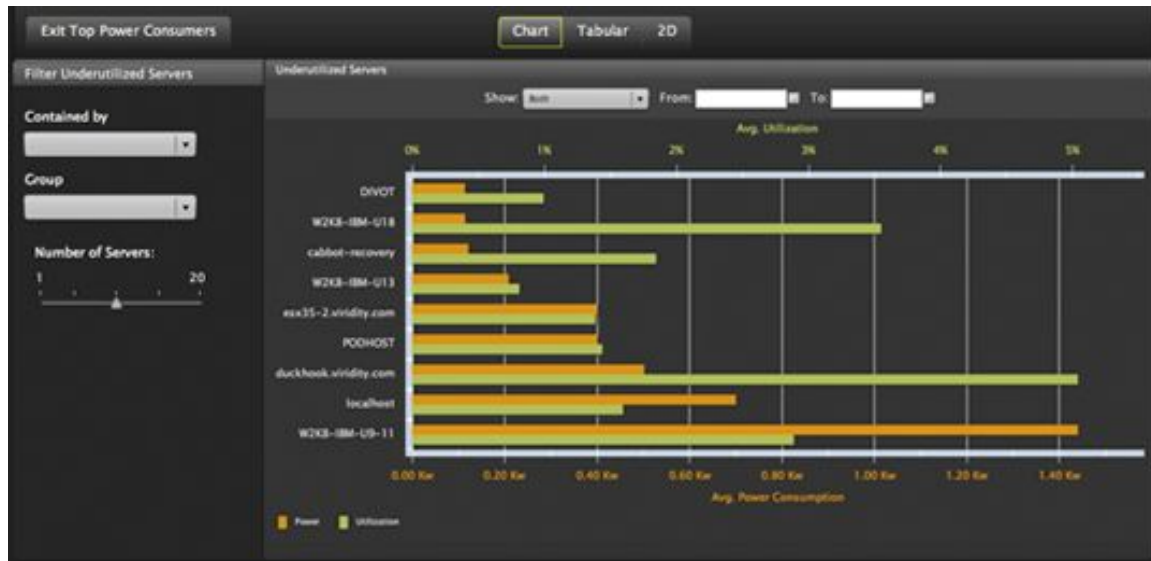 Exit Top Power Consumers
Chart Tabular 2D
Filter Underutilized Servers
Contained by
Group
Number of Servers:
1 20
Underutilized Servers
Show: Both From: To:
Avg. Utilization
0% 1% 2% 3% 4% 5%
DIVOT
W2K8-IBM-U18
cabbot-recovery
W2K8-IBM-U13
esx35-2.viridity.com
PODHOST
duckhook.viridity.com
localhost
W2K8-IBM-U9-11
0.00 Kw 0.20 Kw 0.40 Kw 0.60 Kw 0.80 Kw 1.00 Kw 1.20 Kw 1.40 Kw
Avg. Power Consumption
Power Utilization